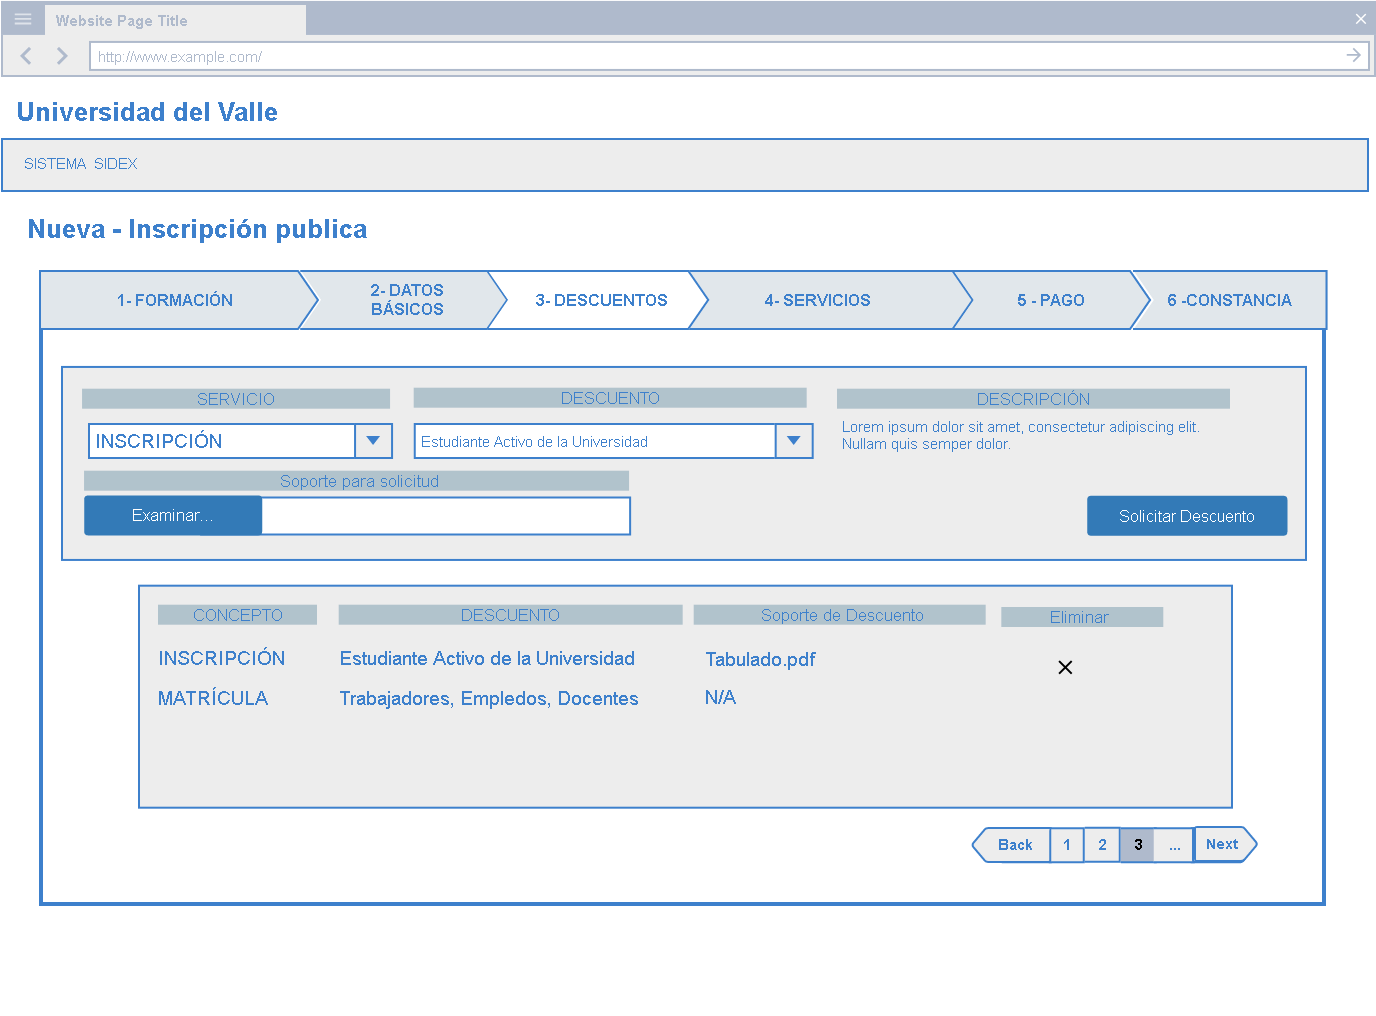 Website Page Title
http://www.example.com/
Universidad del Valle
SISTEMA SIDEX
Nueva - Inscripción publica
1- FORMACIÓN
2- DATOS
BÁSICOS
3- DESCUENTOS
4- SERVICIOS
5 - PAGO
6 -CONSTANCIA
SERVICIO
DESCUENTO
DESCRIPCIÓN
INSCRIPCIÓN
Estudiante Activo de la Universidad
Lorem ipsum dolor sit amet, consectetur adipiscing elit.
Nullam quis semper dolor.
Soporte para solicitud
Examinar...
Solicitar Descuento
CONCEPTO
DESCUENTO
Soporte de Descuento
Eliminar
INSCRIPCIÓN
Estudiante Activo de la Universidad
Tabulado.pdf
MATRÍCULA
Trabajadores, Empledos, Docentes
N/A
Back
1
2
3
...
Next